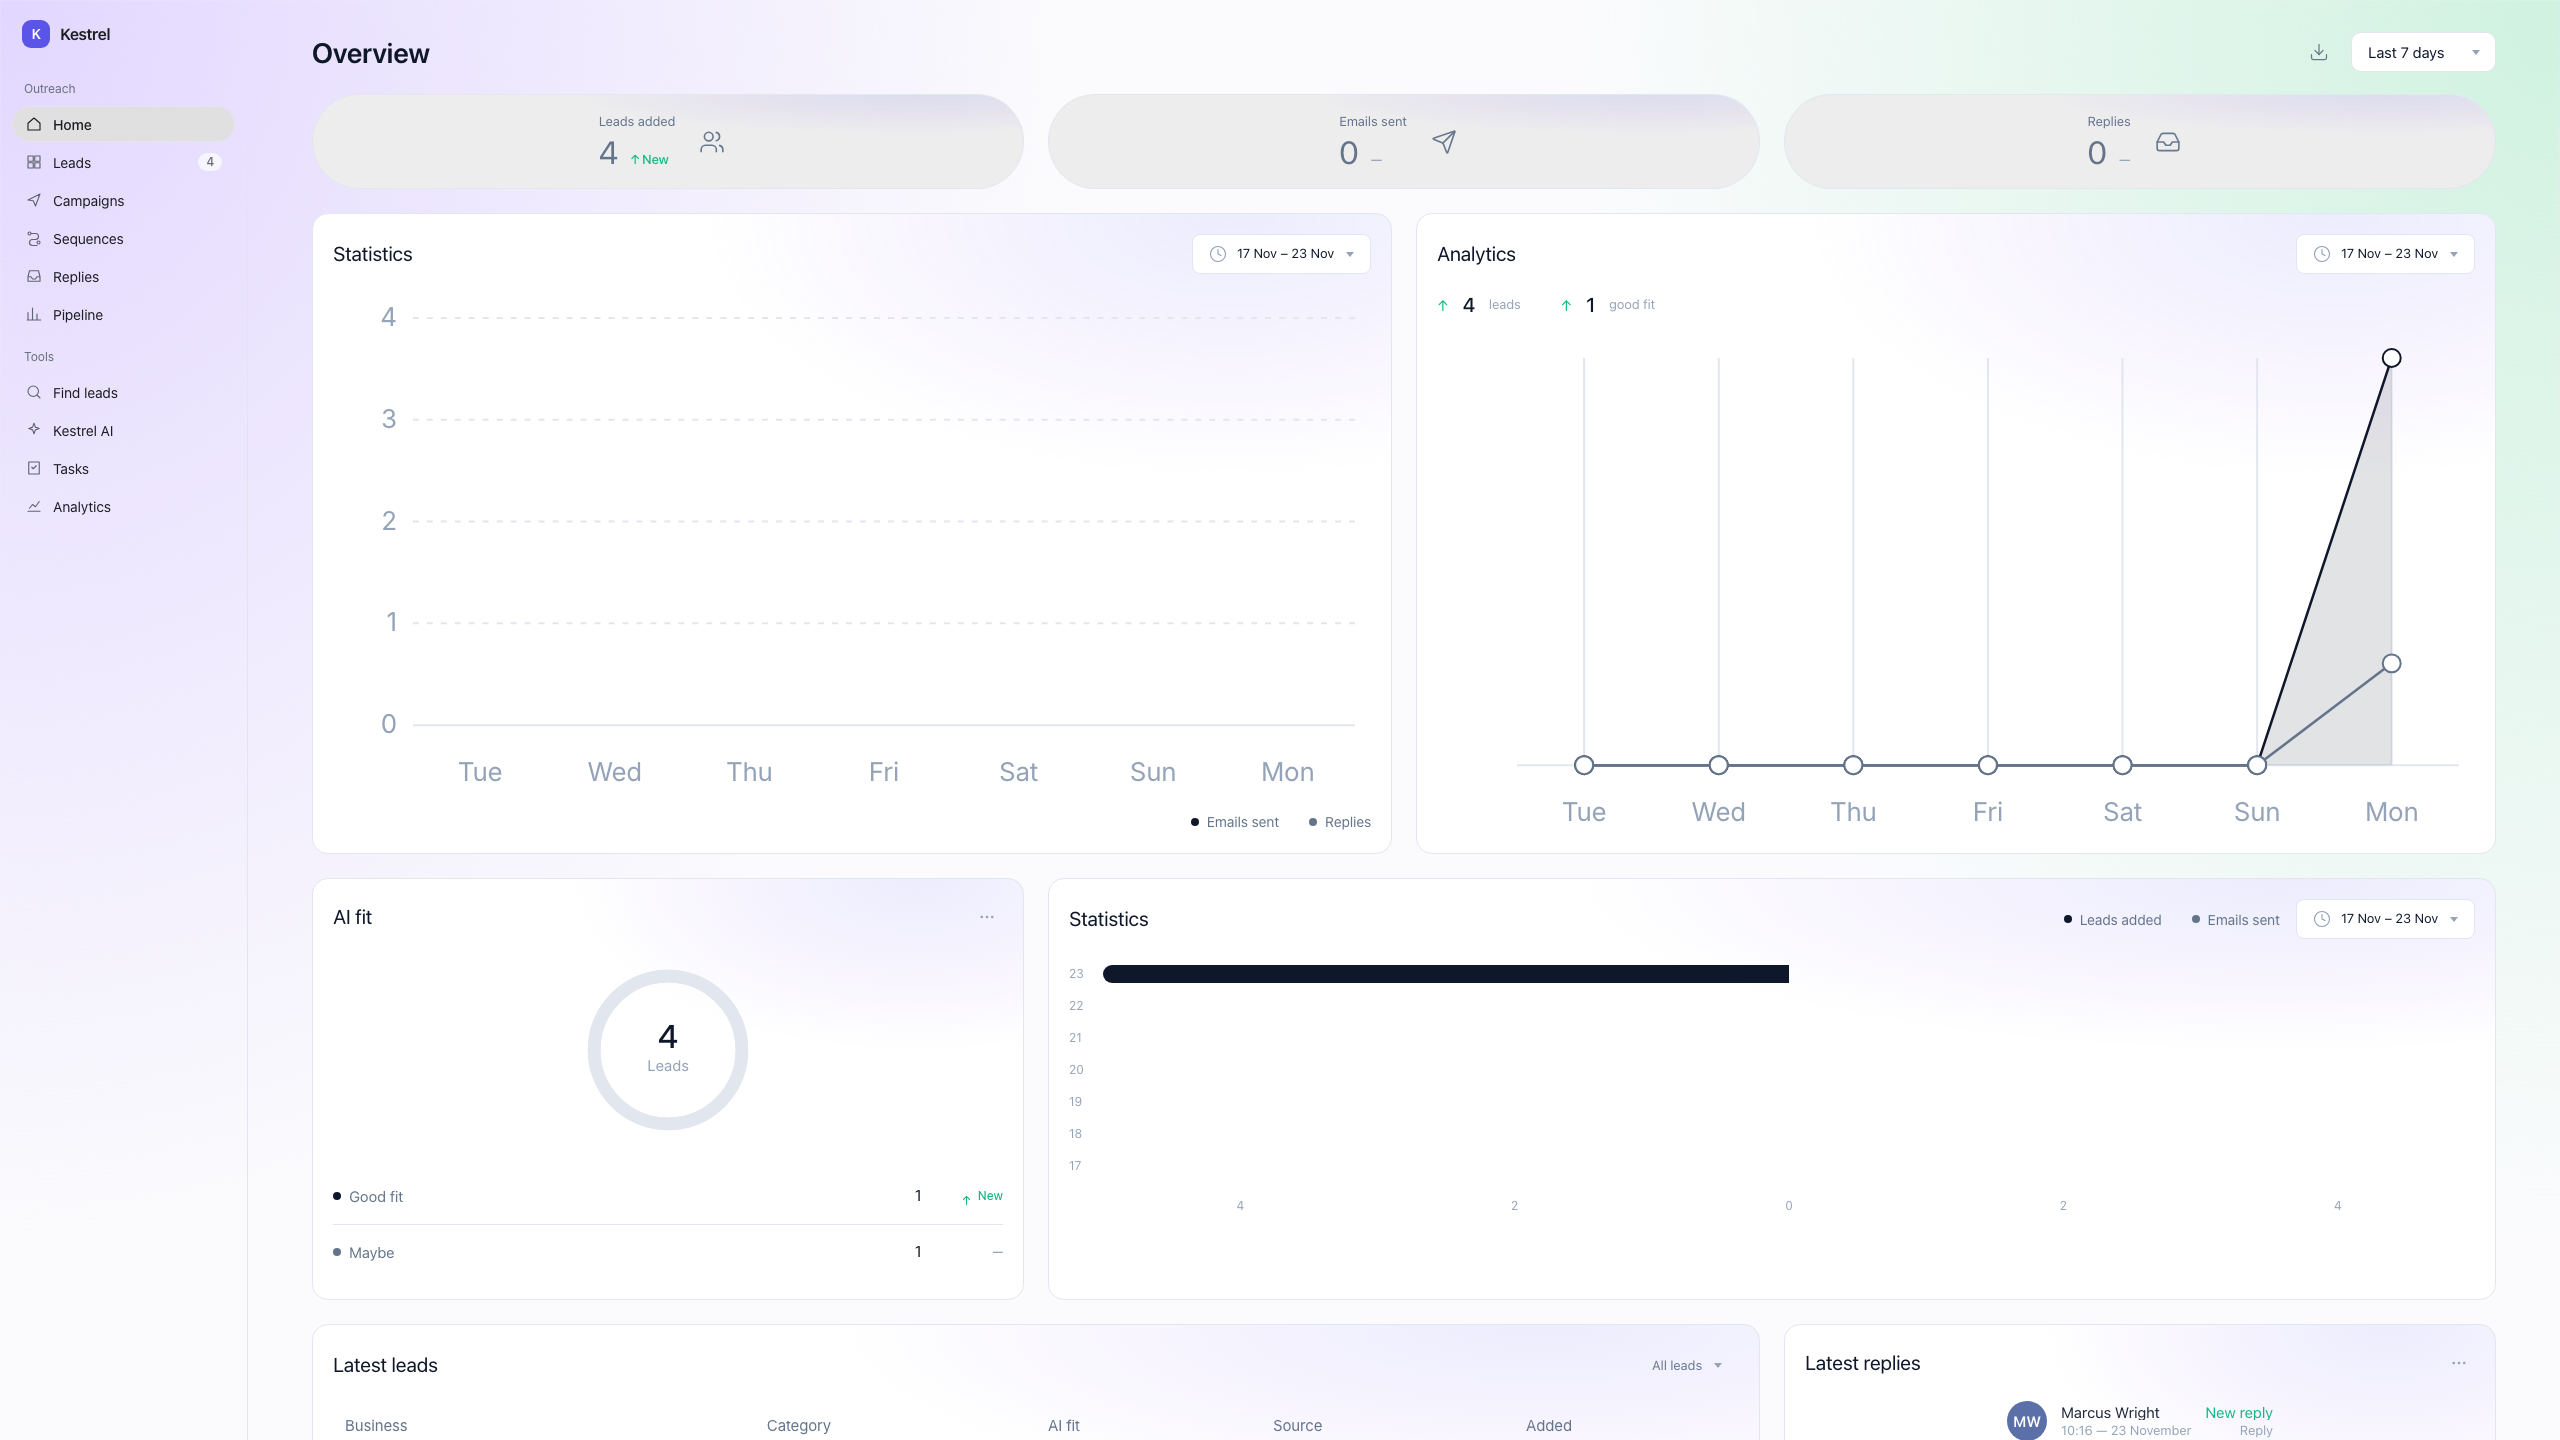 K Kestrel
Outreach
Home
Leads 4
Campaigns
Sequences
Replies
Pipeline
Tools
Find leads
Kestrel AI
Tasks
Analytics
Overview
Last 7 days
Leads added
4 New
Emails sent
0 –
Replies
0 –
Statistics
17 Nov – 23 Nov
4
3
2
1
0
Tue Wed Thu Fri Sat Sun Mon
Emails sent Replies
Analytics
17 Nov – 23 Nov
4 leads 1 good fit
Tue Wed Thu Fri Sat Sun Mon
AI fit
4
Leads
Good fit 1 New
Maybe 1 –
Statistics
Leads added Emails sent 17 Nov – 23 Nov
23
22
21
20
19
18
17
4 2 0 2 4
Latest leads
All leads
Business Category AI fit Source Added
Latest replies
MW Marcus Wright New reply
10:16 — 23 November Reply